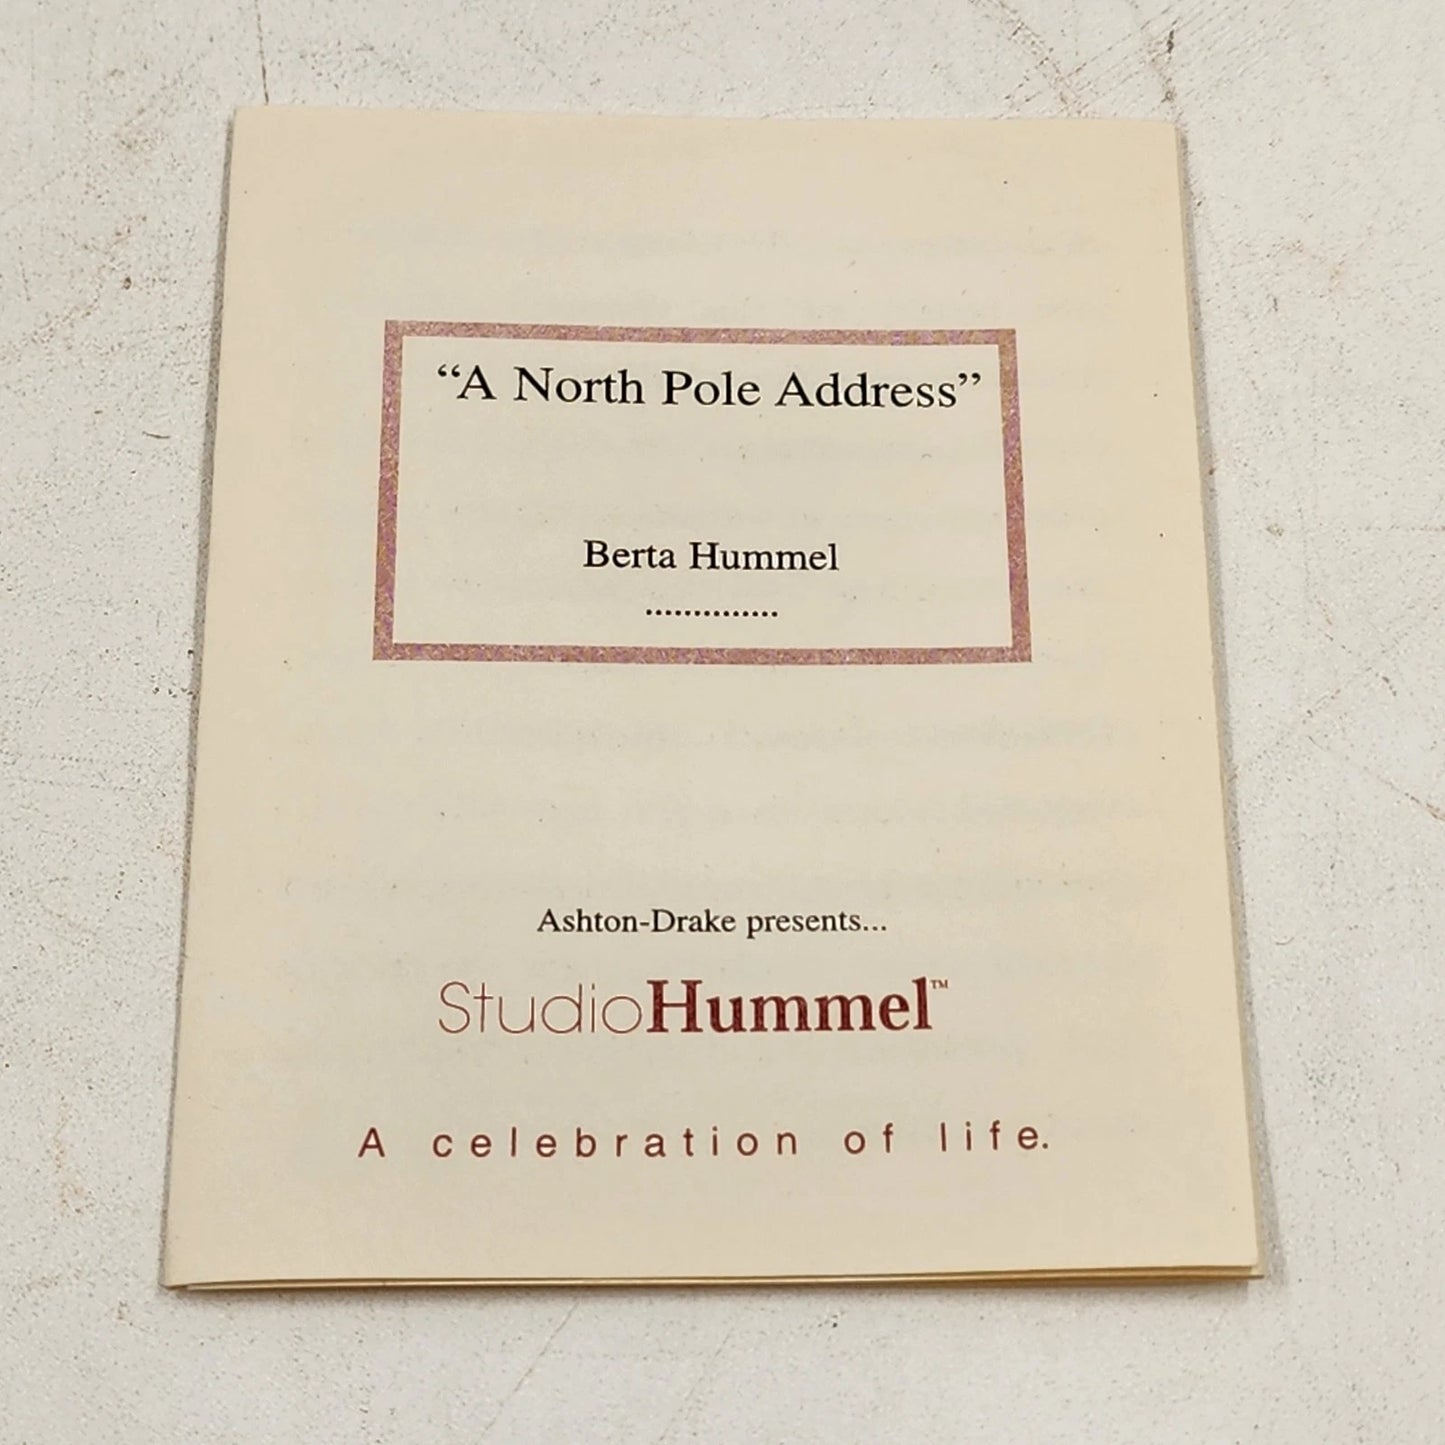 “A North Pole Address”
Berta Hummel
..............
Ashton-Drake presents...
StudioHummel™
A celebration of life.